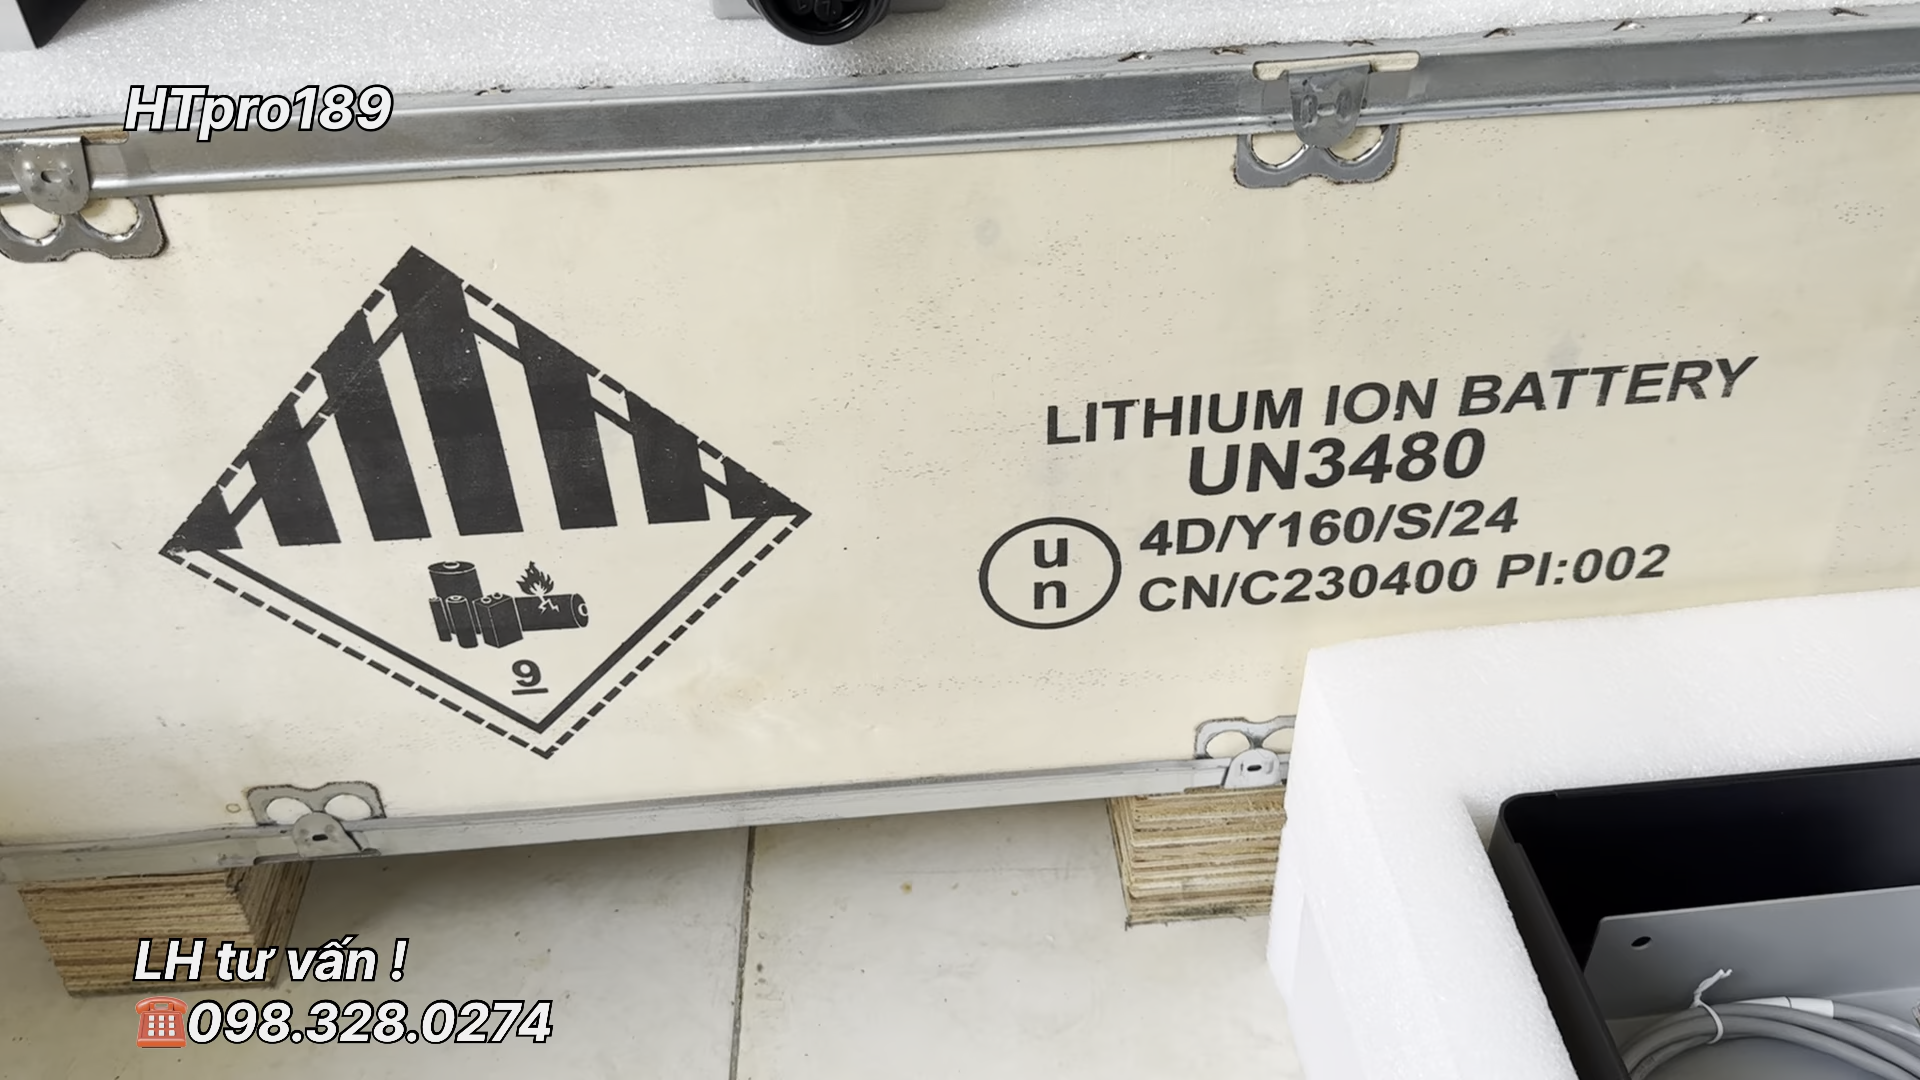 HTpro189
LITHIUM ION BATTERY
UN3480
4D/Y160/S/24
un
CN/C230400 PI:002
9
LH tư vấn !
☎098.328.0274